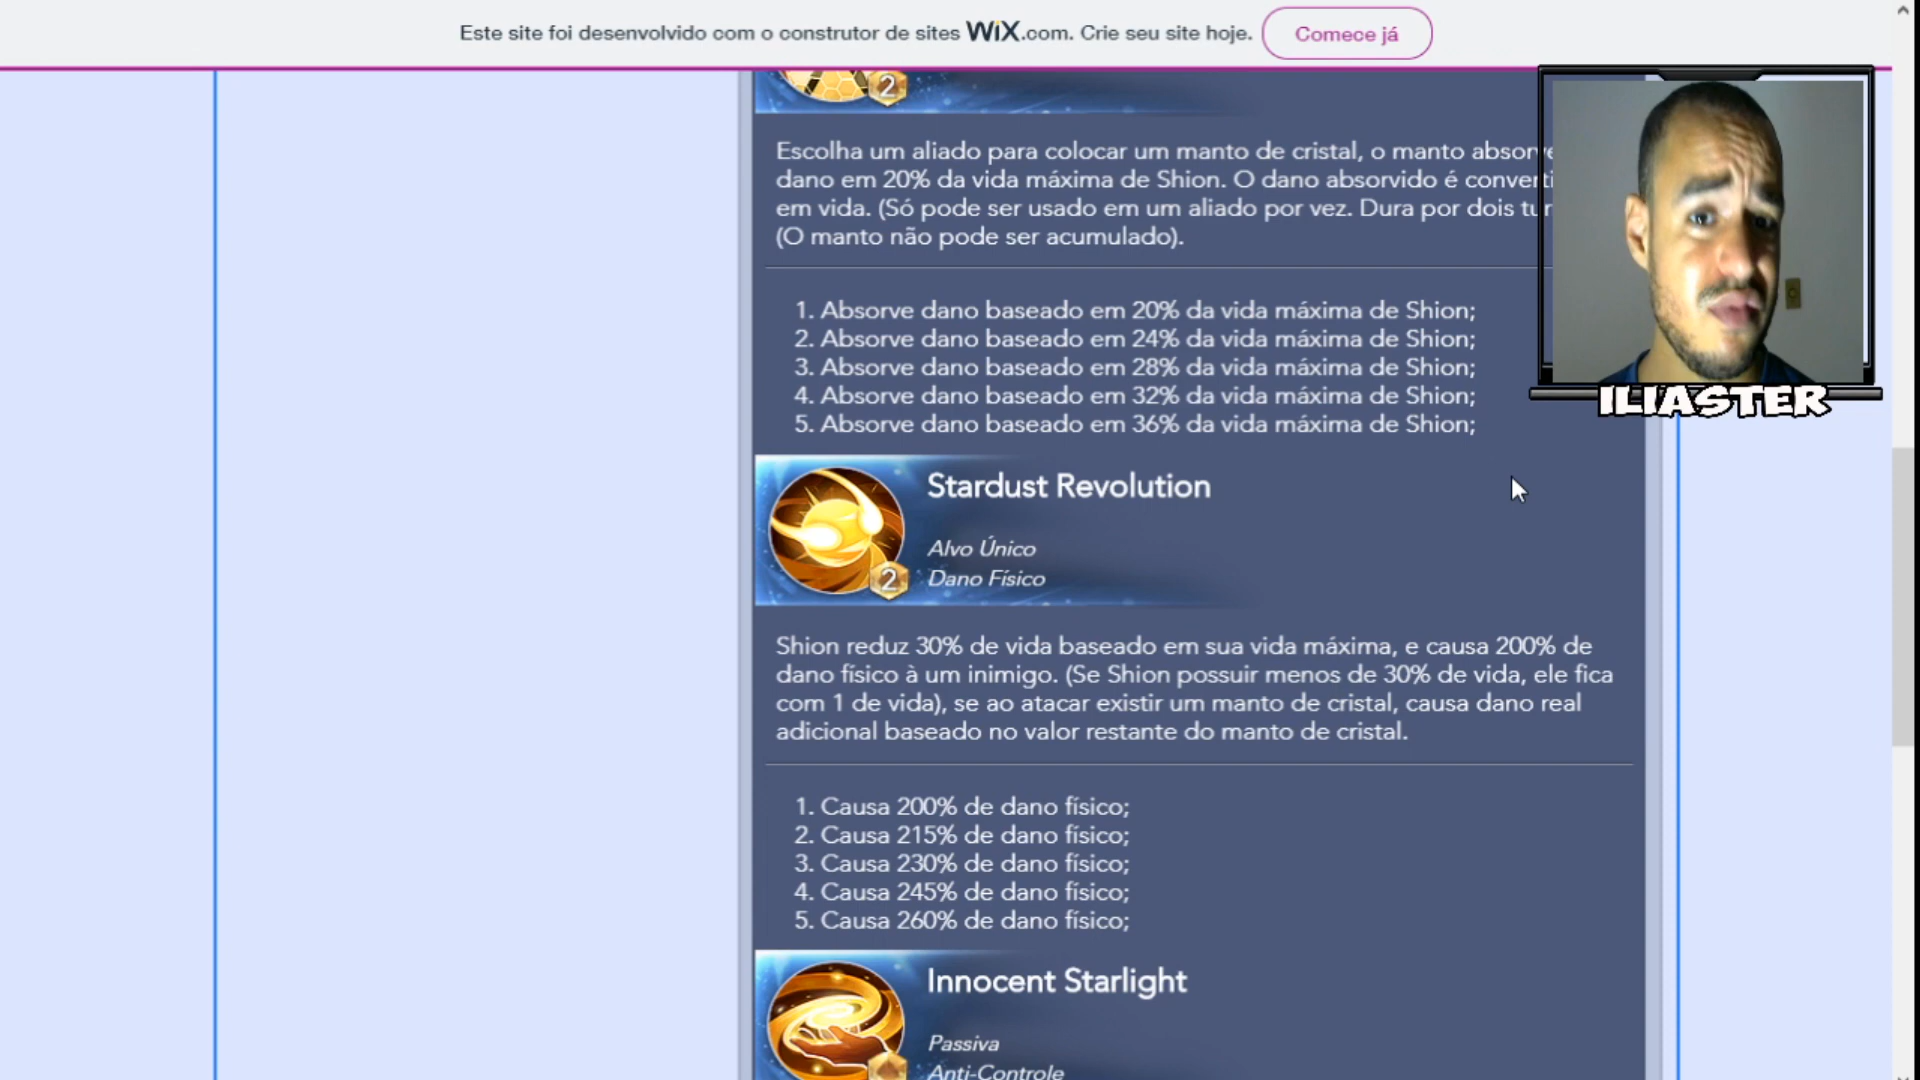 Este site foi desenvolvido com o construtor de sites WiX.com. Crie seu site hoje.
Comece já
2
Escolha um aliado para colocar um manto de cristal, o manto absorve
dano em 20% da vida máxima de Shion. O dano absorvido é converti
em vida. (Só pode ser usado em um aliado por vez. Dura por dois tur
(O manto não pode ser acumulado).
1. Absorve dano baseado em 20% da vida máxima de Shion;
2. Absorve dano baseado em 24% da vida máxima de Shion;
3. Absorve dano baseado em 28% da vida máxima de Shion;
4. Absorve dano baseado em 32% da vida máxima de Shion;
5. Absorve dano baseado em 36% da vida máxima de Shion;
ILIASTER
Stardust Revolution
Alvo Único
2
Dano Físico
Shion reduz 30% de vida baseado em sua vida máxima, e causa 200% de
dano físico à um inimigo. (Se Shion possuir menos de 30% de vida, ele fica
com 1 de vida), se ao atacar existir um manto de cristal, causa dano real
adicional baseado no valor restante do manto de cristal.
1. Causa 200% de dano físico;
2. Causa 215% de dano físico;
3. Causa 230% de dano físico;
4. Causa 245% de dano físico;
5. Causa 260% de dano físico;
Innocent Starlight
Passiva
Anti-Controle